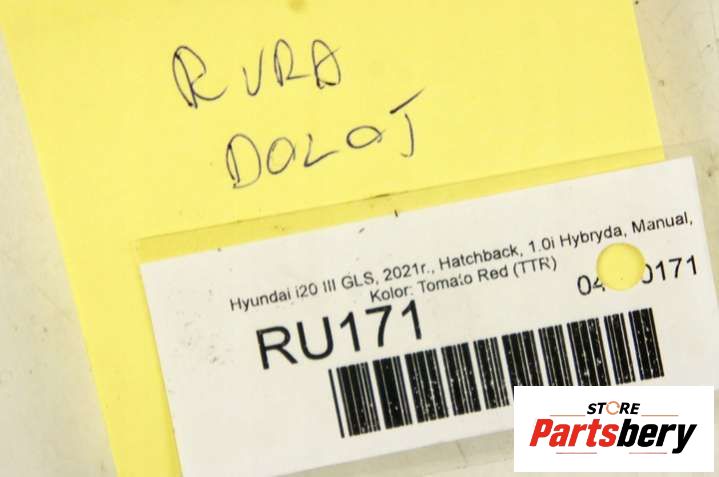 RURA
DOLOT
Hyundai i20 III GLS, 2021r., Hatchback, 1.0i Hybryda, Manual,
Kolor: Tomato Red (TTR)
RU171
STORE
Partsbery